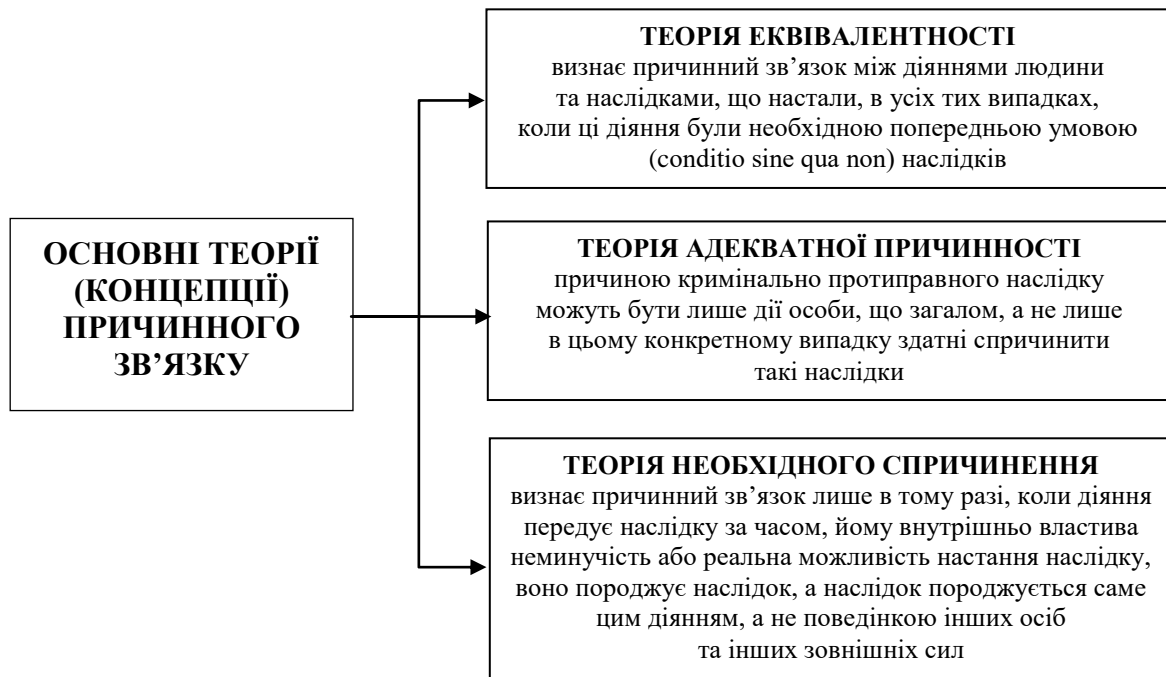 ОСНОВНІ ТЕОРІЇ
(КОНЦЕПЦІЇ)
ПРИЧИННОГО
ЗВ’ЯЗКУ
ТЕОРІЯ ЕКВІВАЛЕНТНОСТІ
визнає причинний зв’язок між діяннями людини
та наслідками, що настали, в усіх тих випадках,
коли ці діяння були необхідною попередньою умовою
(conditio sine qua non) наслідків
ТЕОРІЯ АДЕКВАТНОЇ ПРИЧИННОСТІ
причиною кримінально протиправного наслідку
можуть бути лише дії особи, що загалом, а не лише
в цьому конкретному випадку здатні спричинити
такі наслідки
ТЕОРІЯ НЕОБХІДНОГО СПРИЧИНЕННЯ
визнає причинний зв’язок лише в тому разі, коли діяння
передує наслідку за часом, йому внутрішньо властива
неминучість або реальна можливість настання наслідку,
воно породжує наслідок, а наслідок породжується саме
цим діянням, а не поведінкою інших осіб
та інших зовнішніх сил